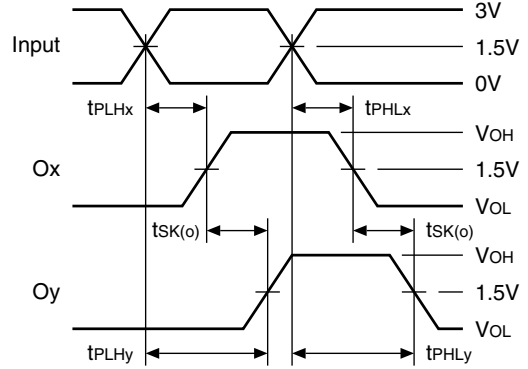 3V
Input 1.5V
0V
tPLHx tPHLx
VOH
Ox 1.5V
VOL
tSK(o) tSK(o)
VOH
Oy 1.5V
VOL
tPLHy tPHLy